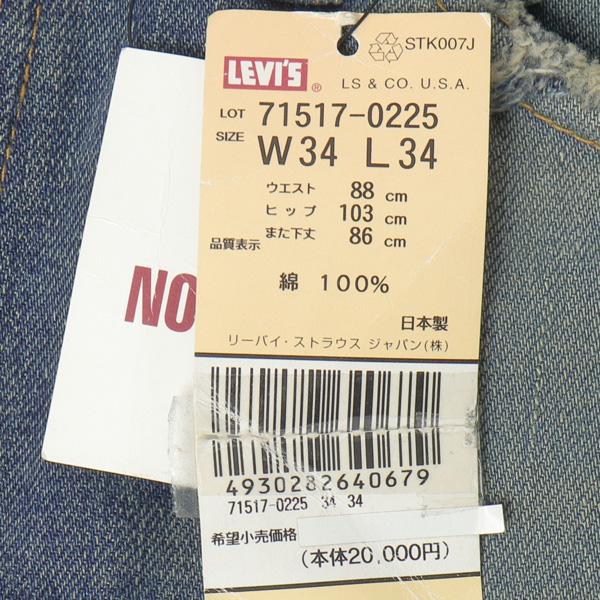 STK007J
LEVI'S® LS & CO. U.S.A.
LOT 71517-0225
SIZE W34 L34
ウエスト 88 cm
ヒップ 103 cm
また下丈 86 cm
品質表示
綿 100%
日本製
リーバイ・ストラウス ジャパン(株)
4930282640679
71517-0225 34 34
希望小売価格
(本体20,000円)
NO